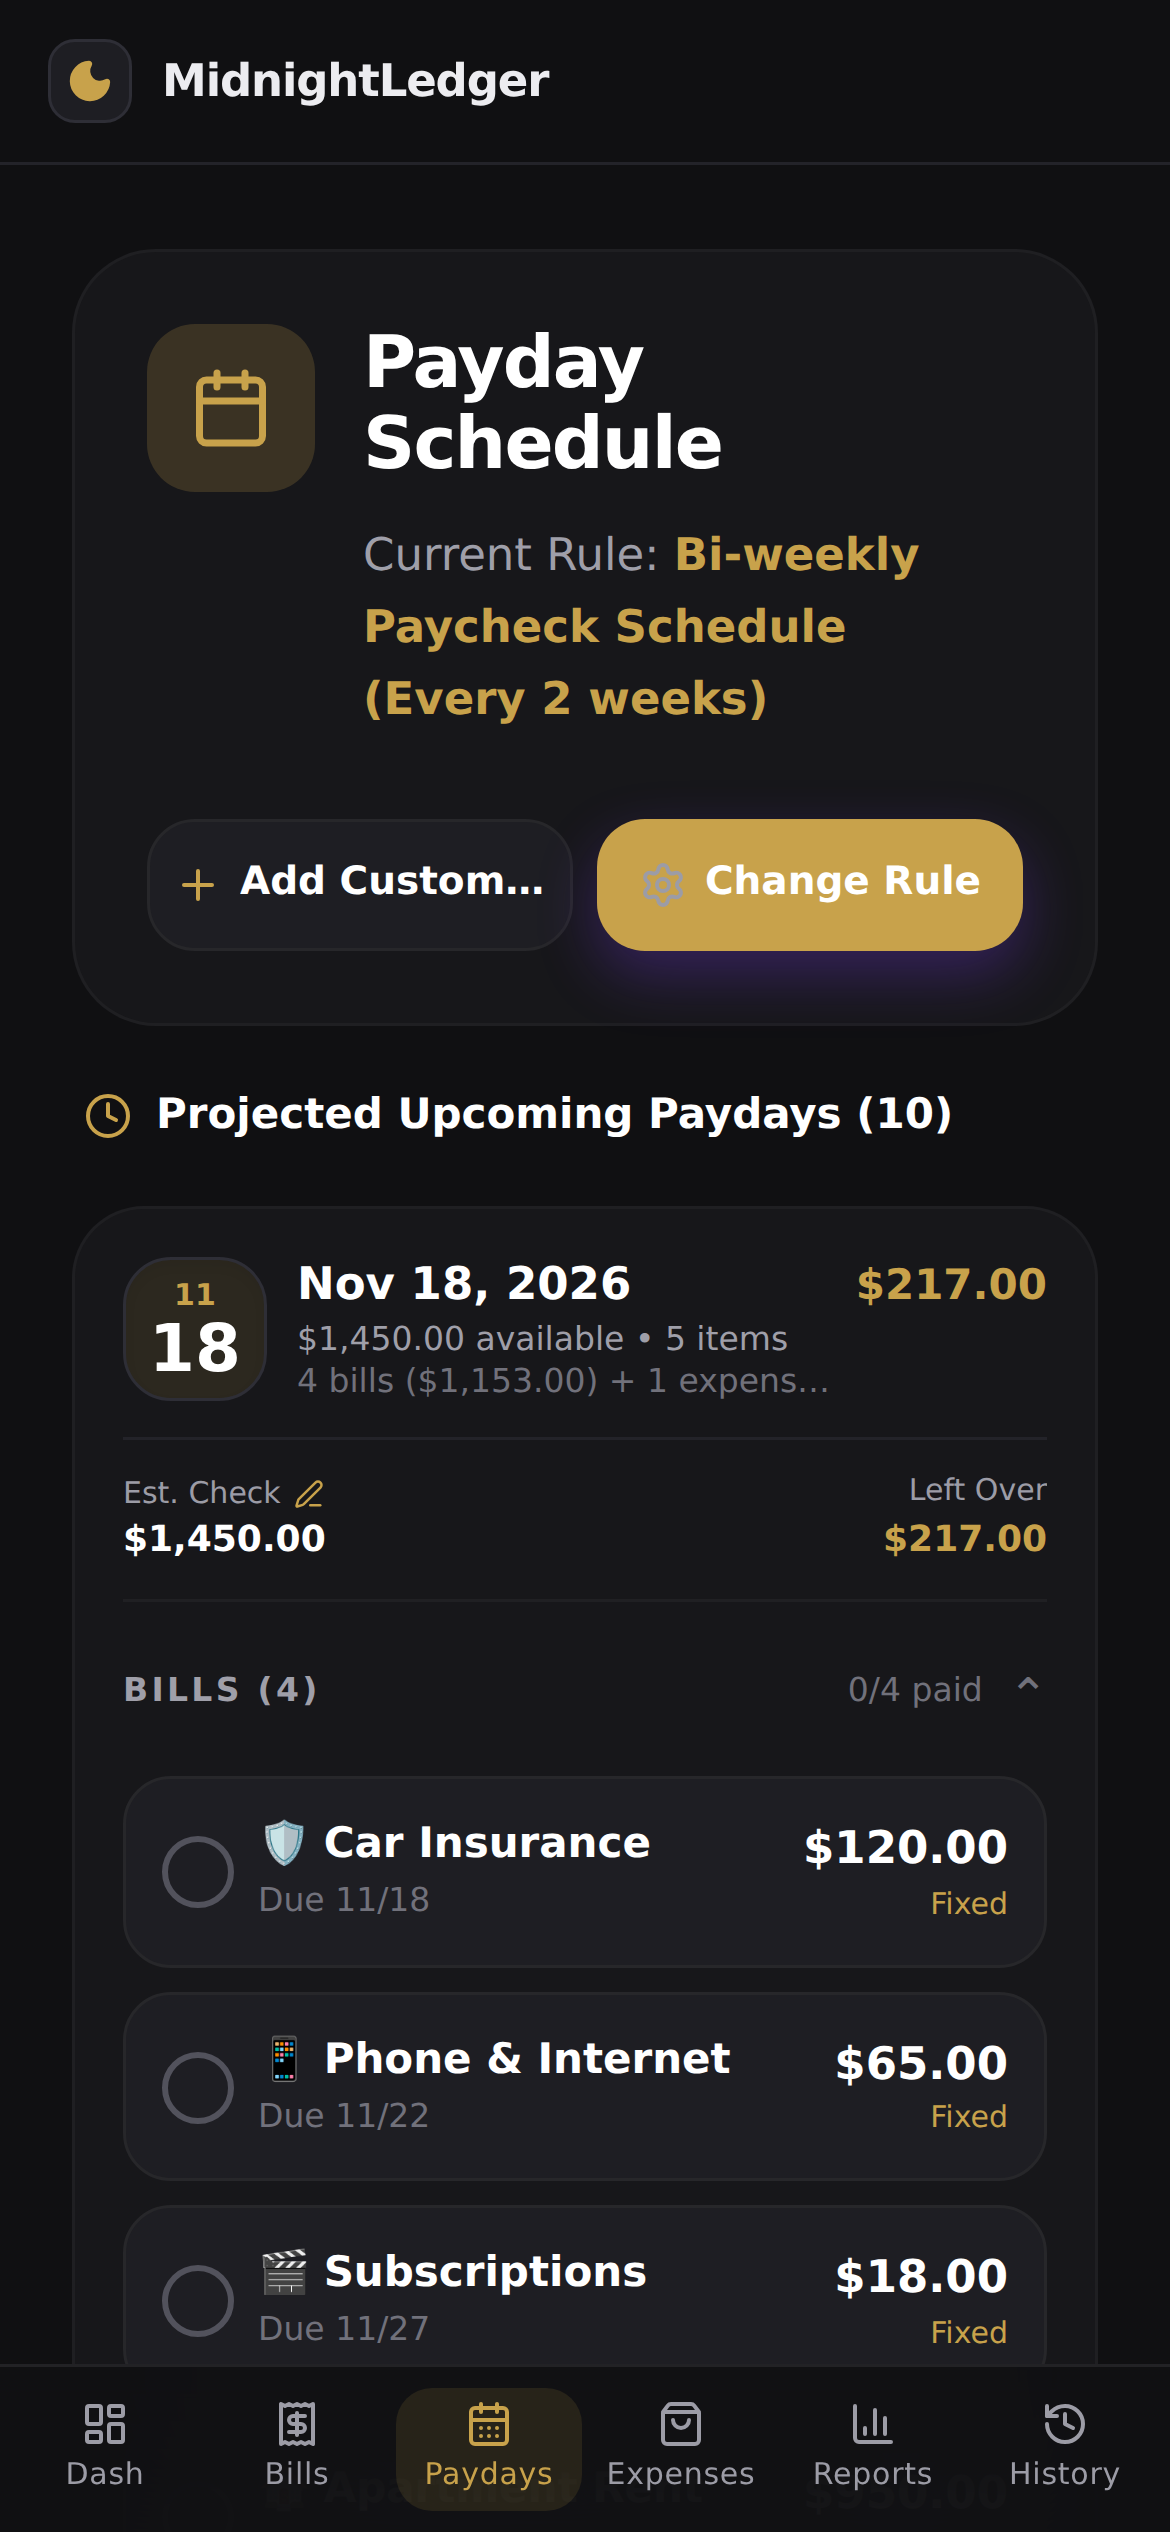 MidnightLedger
Payday
Schedule
Current Rule: Bi-weekly
Paycheck Schedule
(Every 2 weeks)
Add Custom...
Change Rule
Projected Upcoming Paydays (10)
11
18
Nov 18, 2026
$217.00
$1,450.00 available • 5 items
4 bills ($1,153.00) + 1 expens...
Est. Check
Left Over
$1,450.00
$217.00
BILLS (4)
0/4 paid
Car Insurance
$120.00
Due 11/18
Fixed
Phone & Internet
$65.00
Due 11/22
Fixed
Subscriptions
$18.00
Due 11/27
Fixed
Apartment Rent
$950.00
Dash
Bills
Paydays
Expenses
Reports
History